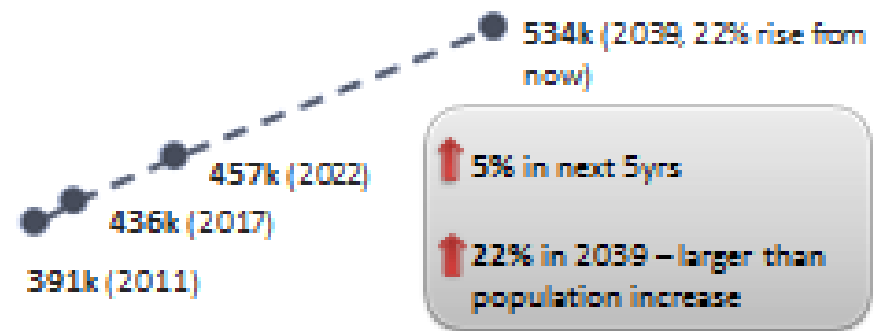 534k (2039, 22% rise from
now)
457k (2022)
436k (2017)
391k (2011)
5% in next 5yrs
22% in 2039 – larger than
population increase